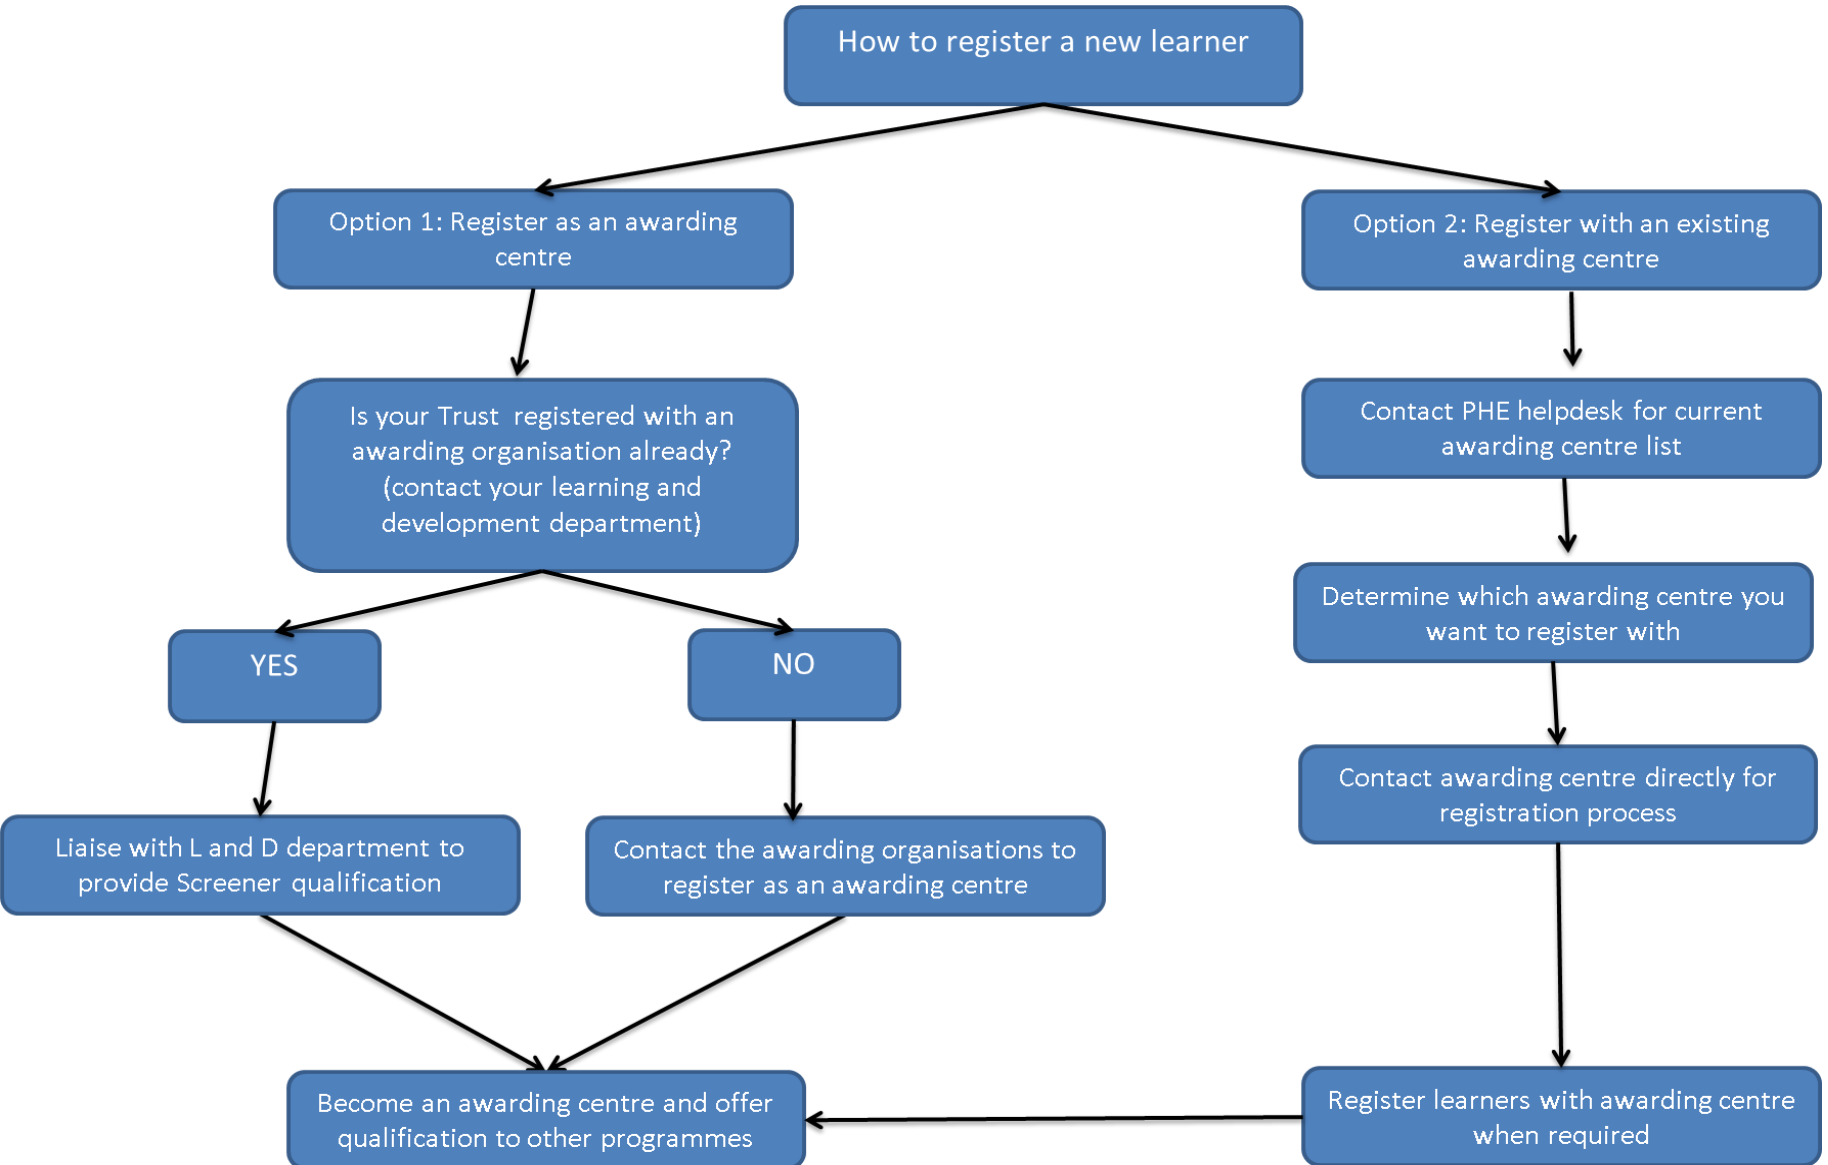 How to register a new learner
Option 1: Register as an awarding
centre
Option 2: Register with an existing
awarding centre
Is your Trust  registered with an
awarding organisation already?
(contact your learning and
development department)
Contact PHE helpdesk for current
awarding centre list
Determine which awarding centre you
want to register with
YES
NO
Contact awarding centre directly for
registration process
Liaise with L and D department to
provide Screener qualification
Contact the awarding organisations to
register as an awarding centre
Become an awarding centre and offer
qualification to other programmes
Register learners with awarding centre
when required